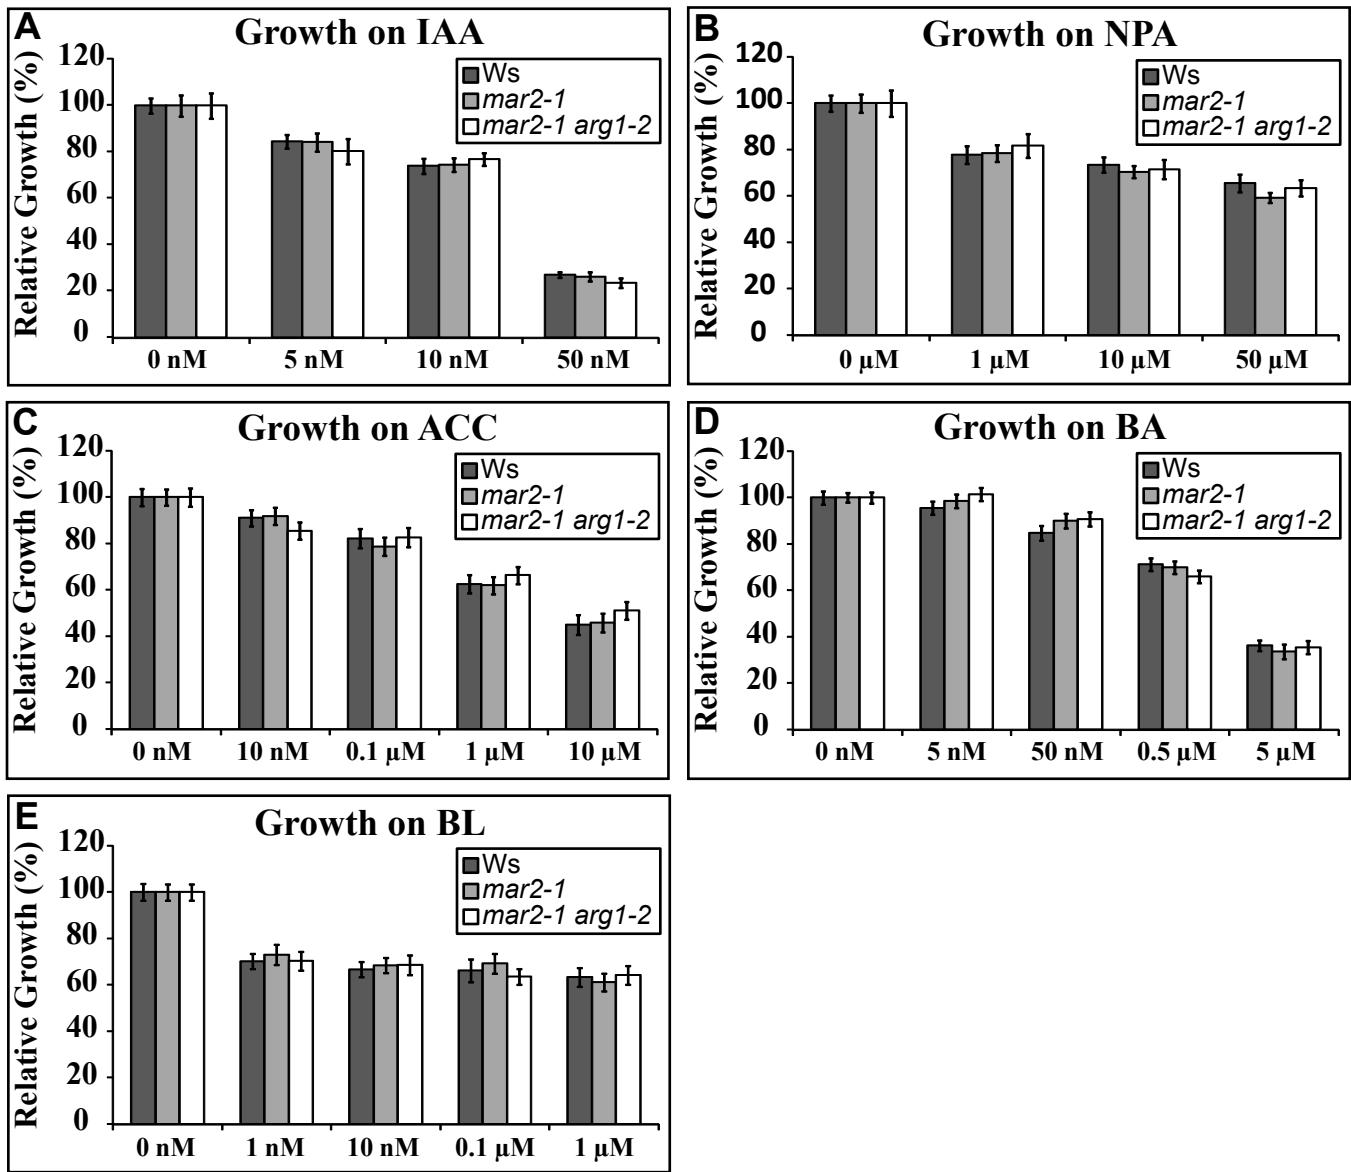 A
Growth on IAA
Relative Growth (%)
120
100
80
60
40
20
0
Ws
mar2-1
mar2-1 arg1-2
0 nM 5 nM 10 nM 50 nM
B
Growth on NPA
Relative Growth (%)
120
100
80
60
40
20
0
Ws
mar2-1
mar2-1 arg1-2
0 µM 1 µM 10 µM 50 µM
C
Growth on ACC
Relative Growth (%)
120
100
80
60
40
20
0
Ws
mar2-1
mar2-1 arg1-2
0 nM 10 nM 0.1 µM 1 µM 10 µM
D
Growth on BA
Relative Growth (%)
120
100
80
60
40
20
0
Ws
mar2-1
mar2-1 arg1-2
0 nM 5 nM 50 nM 0.5 µM 5 µM
E
Growth on BL
Relative Growth (%)
120
100
80
60
40
20
0
Ws
mar2-1
mar2-1 arg1-2
0 nM 1 nM 10 nM 0.1 µM 1 µM